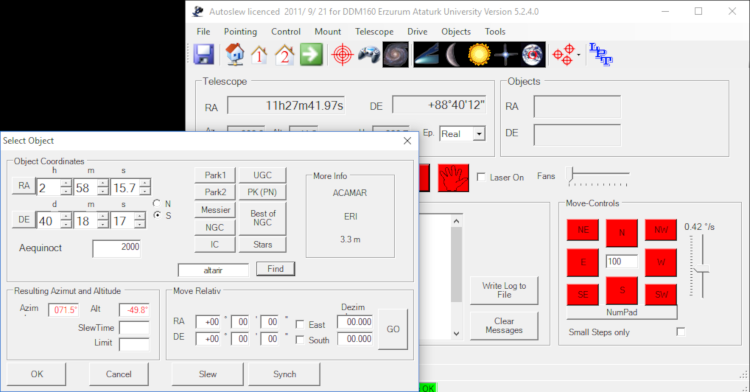 Autoslew licenced 2011/ 9/ 21 for DDM160 Erzurum Ataturk University Version 5.2.4.0
File Pointing Control Mount Telescope Drive Objects Tools
1 2
Telescope
RA 11h27m41.97s DE +88°40'12"
Ep. Real
Objects
RA
DE
Laser On Fans
Select Object
Object Coordinates
h m s
RA 2 58 15.7
d m s
DE 40 18 17
N
S
Aequinoct 2000
Park1 UGC
Park2 PK (PN)
Messier Best of NGC
NGC
IC Stars
altarir Find
More Info
ACAMAR
ERI
3.3 m
Resulting Azimut and Altitude
Azim 071.5° Alt -49.8°
SlewTime
Limit
Move Relativ
Dezim
RA +00 ° 00 ' 00 " East 00.000
DE +00 ° 00 ' 00 " South 00.000
GO
OK Cancel Slew Synch
Write Log to
File
Clear
Messages
Move-Controls
NE N NW
E 100 W
SE S SW
NumPad
0.42 °/s
Small Steps only
OK